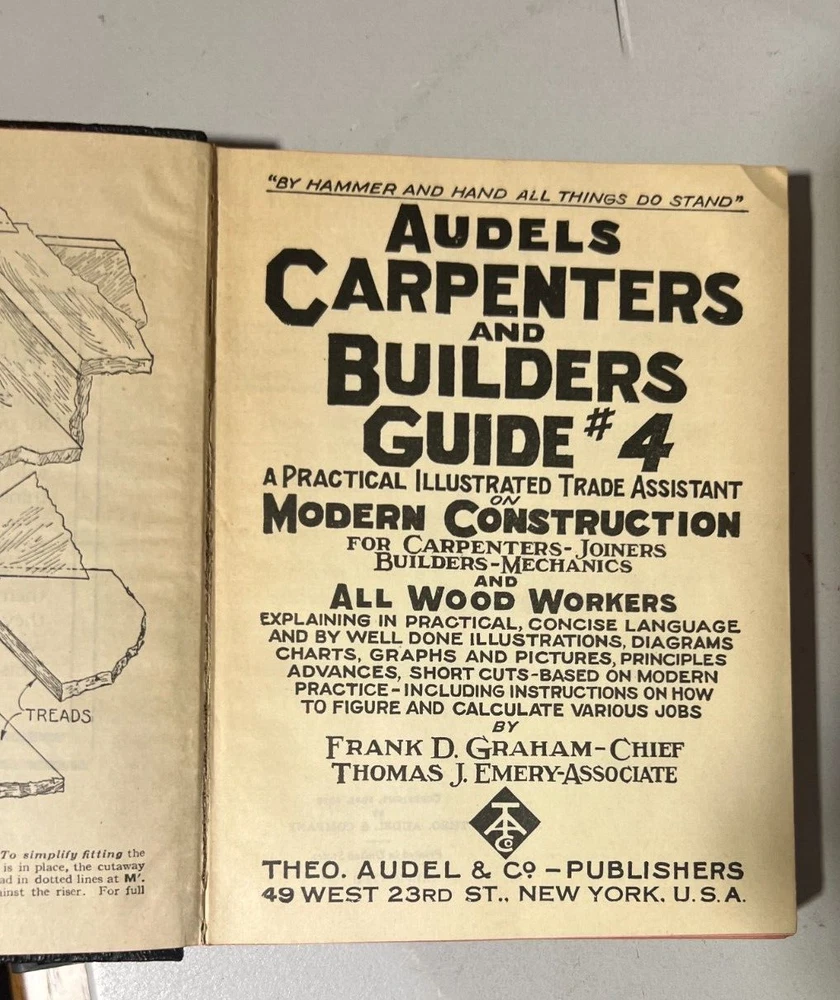 TREADS
To simplify fitting the
is in place, the cutaway
ad in dotted lines at M'.
inst the riser. For full
"BY HAMMER AND HAND ALL THINGS DO STAND"
AUDELS
CARPENTERS
AND
BUILDERS
GUIDE #4
A PRACTICAL ILLUSTRATED TRADE ASSISTANT
ON
MODERN CONSTRUCTION
FOR CARPENTERS-JOINERS
BUILDERS-MECHANICS
AND
ALL WOOD WORKERS
EXPLAINING IN PRACTICAL, CONCISE LANGUAGE
AND BY WELL DONE ILLUSTRATIONS, DIAGRAMS
CHARTS, GRAPHS AND PICTURES, PRINCIPLES
ADVANCES, SHORT CUTS-BASED ON MODERN
PRACTICE-INCLUDING INSTRUCTIONS ON HOW
TO FIGURE AND CALCULATE VARIOUS JOBS
BY
FRANK D. GRAHAM-CHIEF
THOMAS J. EMERY-ASSOCIATE
TA Co
THEO. AUDEL & Co. - PUBLISHERS
49 WEST 23RD ST., NEW YORK. U.S.A.